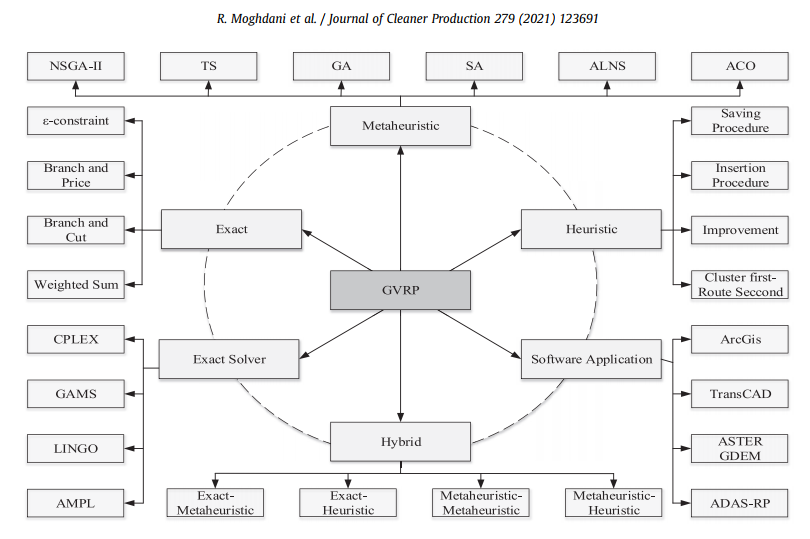 R. Moghdani et al. / Journal of Cleaner Production 279 (2021) 123691
NSGA-II
TS
GA
SA
ALNS
ACO
ε-constraint
Metaheuristic
Saving
Procedure
Branch and
Price
Insertion
Procedure
Branch and
Cut
Exact
Heuristic
Improvement
Weighted Sum
GVRP
Cluster first-
Route Seccond
CPLEX
Exact Solver
Software Application
ArcGis
GAMS
TransCAD
LINGO
Hybrid
ASTER
GDEM
AMPL
Exact-
Metaheuristic
Exact-
Heuristic
Metaheuristic-
Metaheuristic
Metaheuristic-
Heuristic
ADAS-RP